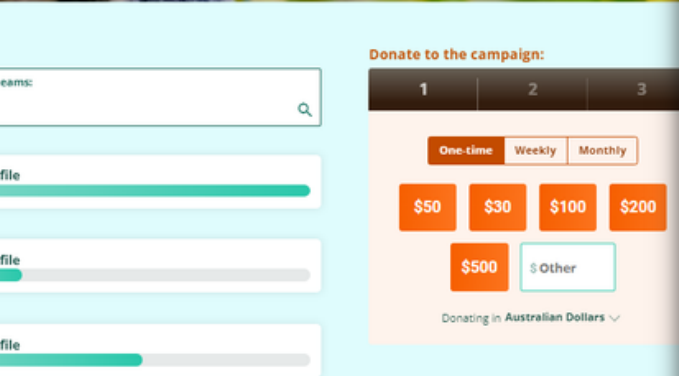 eams:
file
file
file
Donate to the campaign:
1 2 3
One-time Weekly Monthly
$50 $30 $100 $200
$500 $ Other
Donating in Australian Dollars